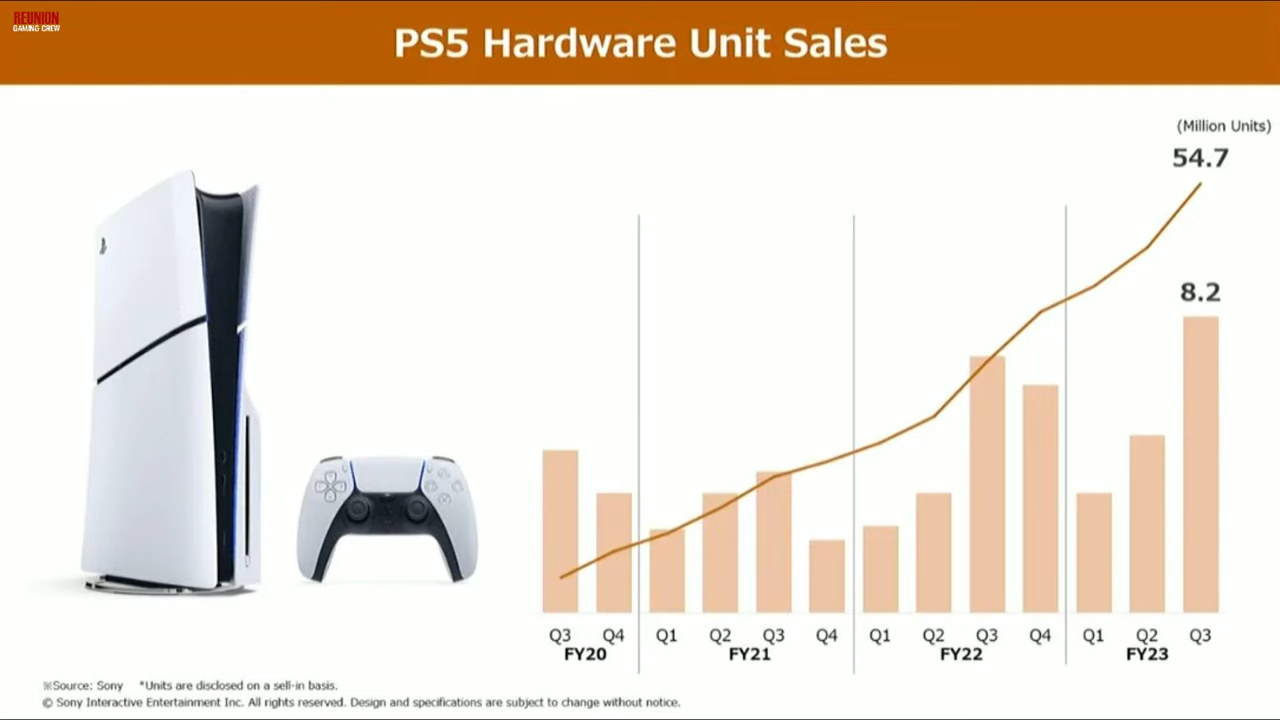 REUNION
GAMING CREW
PS5 Hardware Unit Sales
(Million Units)
54.7
8.2
Q3 Q4 Q1 Q2 Q3 Q4 Q1 Q2 Q3 Q4 Q1 Q2 Q3
FY20 FY21 FY22 FY23
※Source: Sony *Units are disclosed on a sell-in basis.
© Sony Interactive Entertainment Inc. All rights reserved. Design and specifications are subject to change without notice.